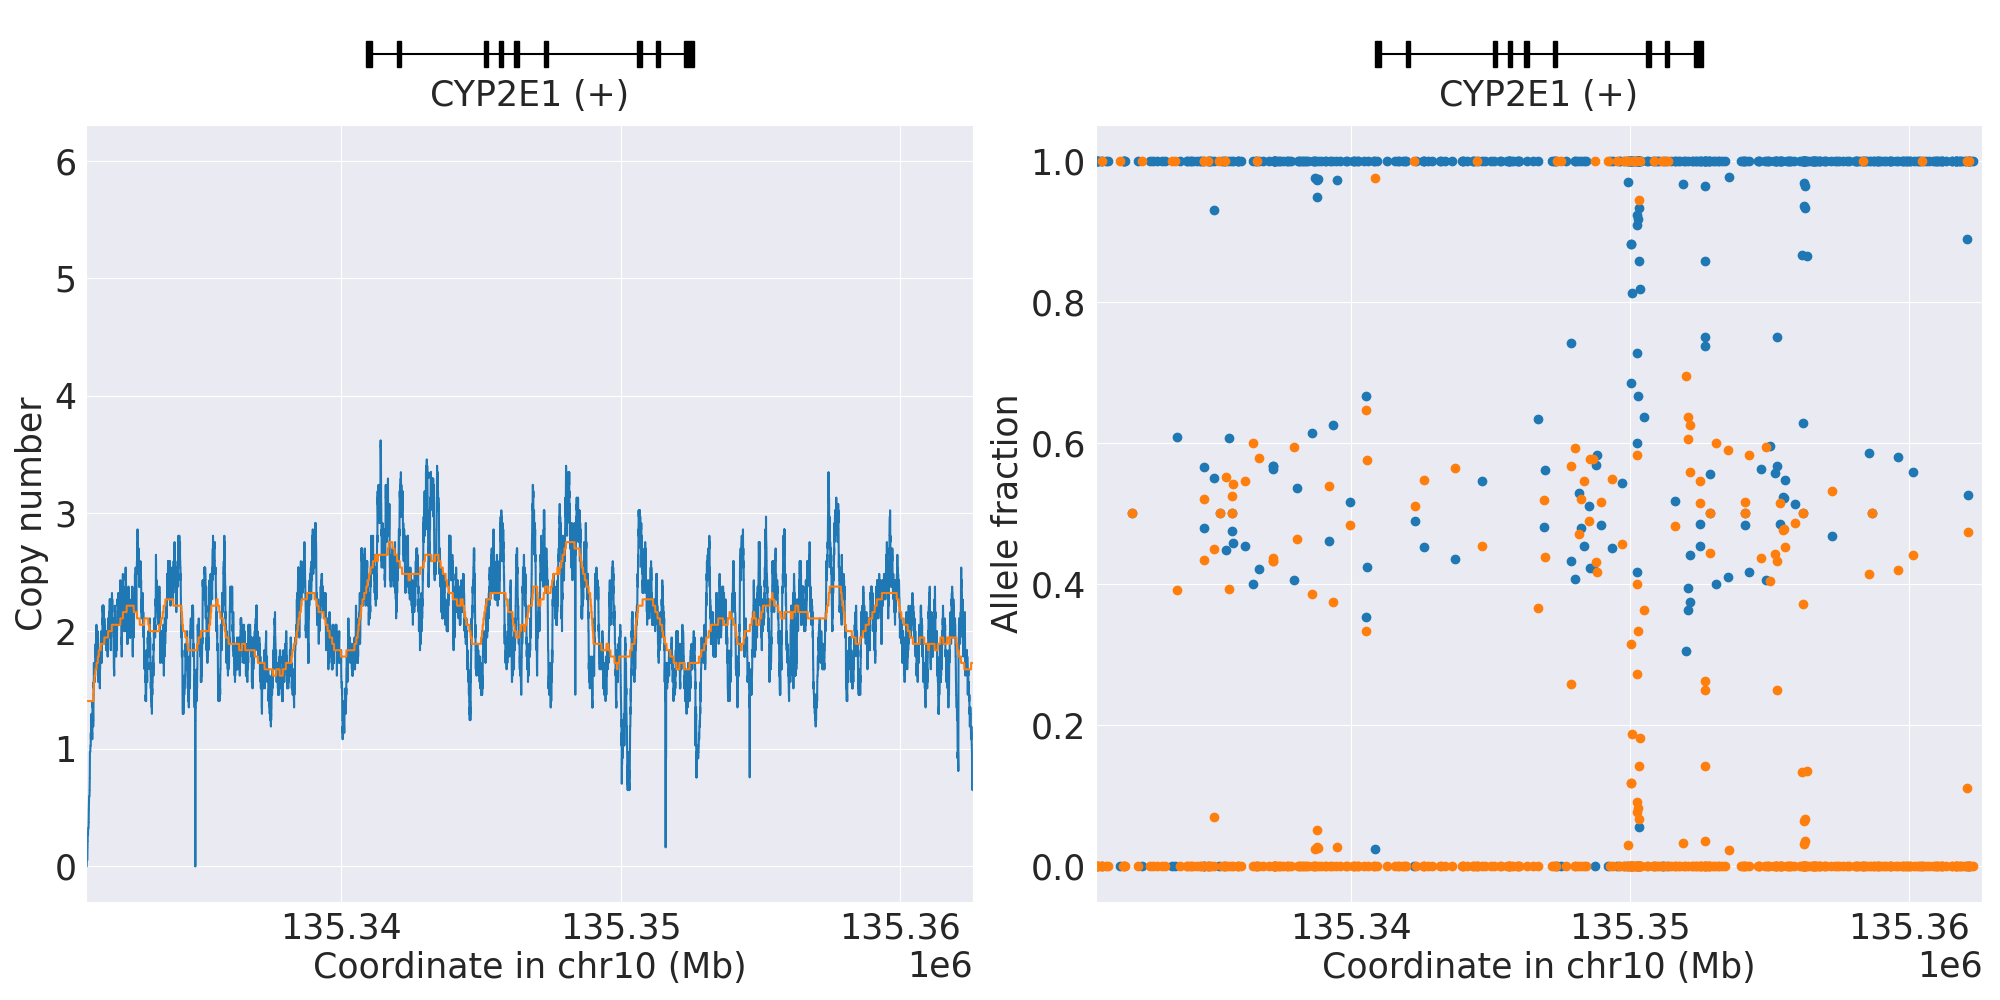 CYP2E1 (+)
Copy number
6
5
4
3
2
1
0
135.34 135.35 135.36
Coordinate in chr10 (Mb)
1e6
CYP2E1 (+)
Allele fraction
1.0
0.8
0.6
0.4
0.2
0.0
135.34 135.35 135.36
Coordinate in chr10 (Mb)
1e6